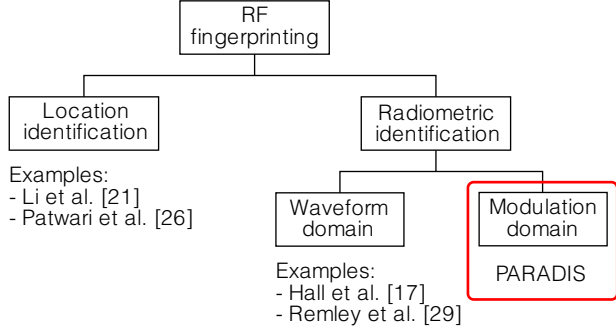 RF
fingerprinting
Location
identification
Radiometric
identification
Examples:
- Li et al. [21]
- Patwari et al. [26]
Waveform
domain
Modulation
domain
Examples:
- Hall et al. [17]
- Remley et al. [29]
PARADIS